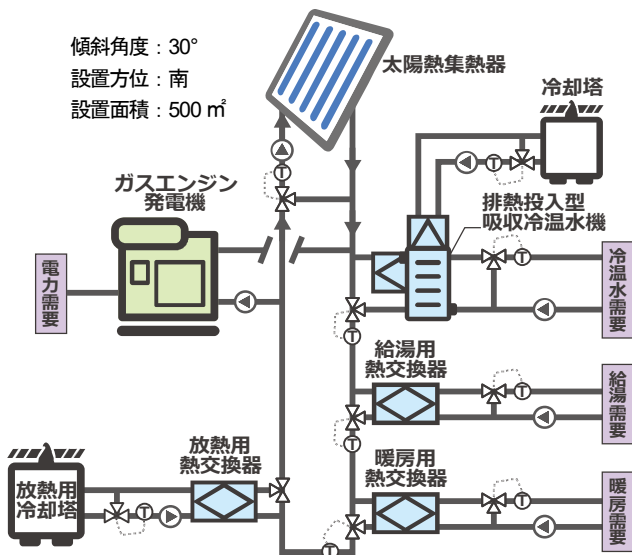 傾斜角度：30°
設置方位：南
設置面積：500 ㎡
太陽熱集熱器
冷却塔
ガスエンジン
発電機
排熱投入型
吸収冷温水機
電力需要
冷温水需要
給湯用
熱交換器
給湯需要
放熱用
熱交換器
暖房用
熱交換器
放熱用
冷却塔
暖房需要
T
T
T
T
T
T
T
T
T
T